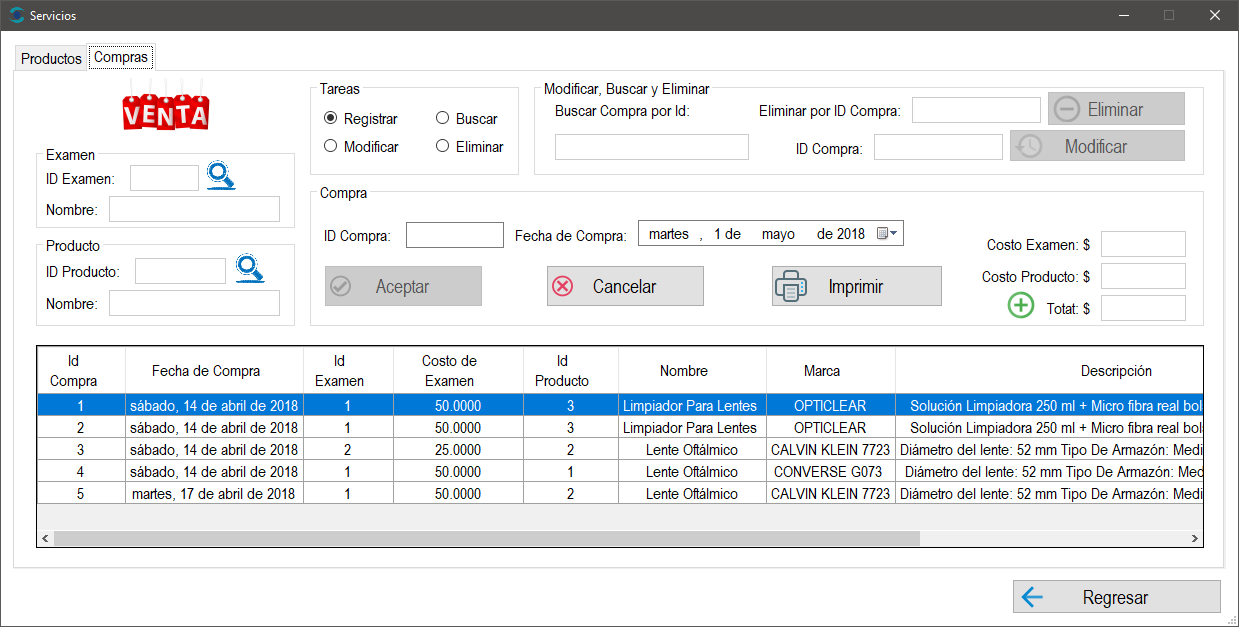 Servicios
Productos Compras
VENTA
Examen
ID Examen:
Nombre:
Producto
ID Producto:
Nombre:
Tareas
Registrar Buscar
Modificar Eliminar
Modificar, Buscar y Eliminar
Buscar Compra por Id: Eliminar por ID Compra: Eliminar
ID Compra: Modificar
Compra
ID Compra: Fecha de Compra: martes , 1 de mayo de 2018
Aceptar Cancelar Imprimir
Costo Examen: $
Costo Producto: $
Totat: $
Id Compra Fecha de Compra Id Examen Costo de Examen Id Producto Nombre Marca Descripción
1 sábado, 14 de abril de 2018 1 50.0000 3 Limpiador Para Lentes OPTICLEAR Solución Limpiadora 250 ml + Micro fibra real bol
2 sábado, 14 de abril de 2018 1 50.0000 3 Limpiador Para Lentes OPTICLEAR Solución Limpiadora 250 ml + Micro fibra real bol
3 sábado, 14 de abril de 2018 2 25.0000 2 Lente Oftálmico CALVIN KLEIN 7723 Diámetro del lente: 52 mm Tipo De Armazón: Medi
4 sábado, 14 de abril de 2018 1 50.0000 1 Lente Oftálmico CONVERSE G073 Diámetro del lente: 52 mm Tipo De Armazón: Med
5 martes, 17 de abril de 2018 1 50.0000 2 Lente Oftálmico CALVIN KLEIN 7723 Diámetro del lente: 52 mm Tipo De Armazón: Medi
Regresar